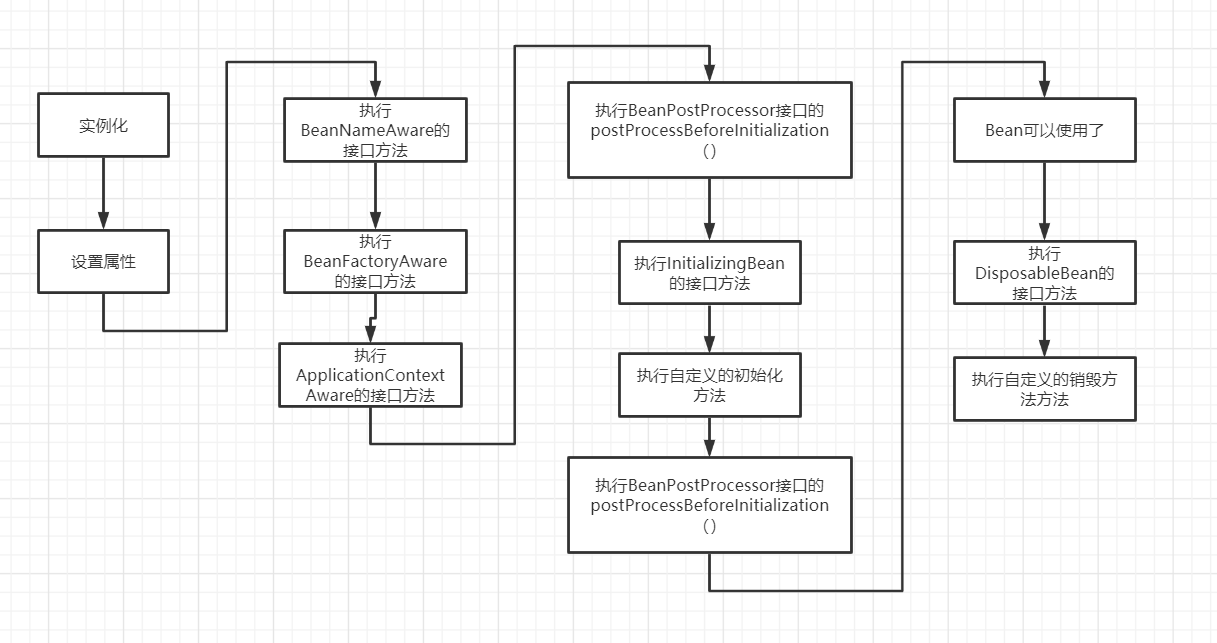 实例化
设置属性
执行
BeanNameAware的
接口方法
执行
BeanFactoryAware
的接口方法
执行
ApplicationContext
Aware的接口方法
执行BeanPostProcessor接口的
postProcessBeforeInitialization
（）
执行InitializingBean
的接口方法
执行自定义的初始化
方法
执行BeanPostProcessor接口的
postProcessBeforeInitialization
（）
Bean可以使用了
执行
DisposableBean的
接口方法
执行自定义的销毁方
法方法